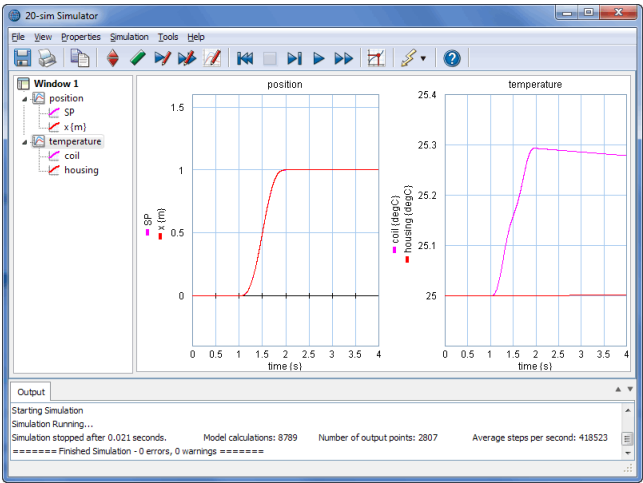 20-sim Simulator
File View Properties Simulation Tools Help
Window 1
position
SP
x {m}
temperature
coil
housing
position
1.5
1
0.5
0
SP
x {m}
0 0.5 1 1.5 2 2.5 3 3.5 4
time {s}
temperature
25.4
25.3
25.2
25.1
25
coil {degC}
housing {degC}
0 0.5 1 1.5 2 2.5 3 3.5 4
time {s}
Output
Starting Simulation
Simulation Running...
Simulation stopped after 0.021 seconds. Model calculations: 8789 Number of output points: 2807 Average steps per second: 418523
======= Finished Simulation - 0 errors, 0 warnings =======